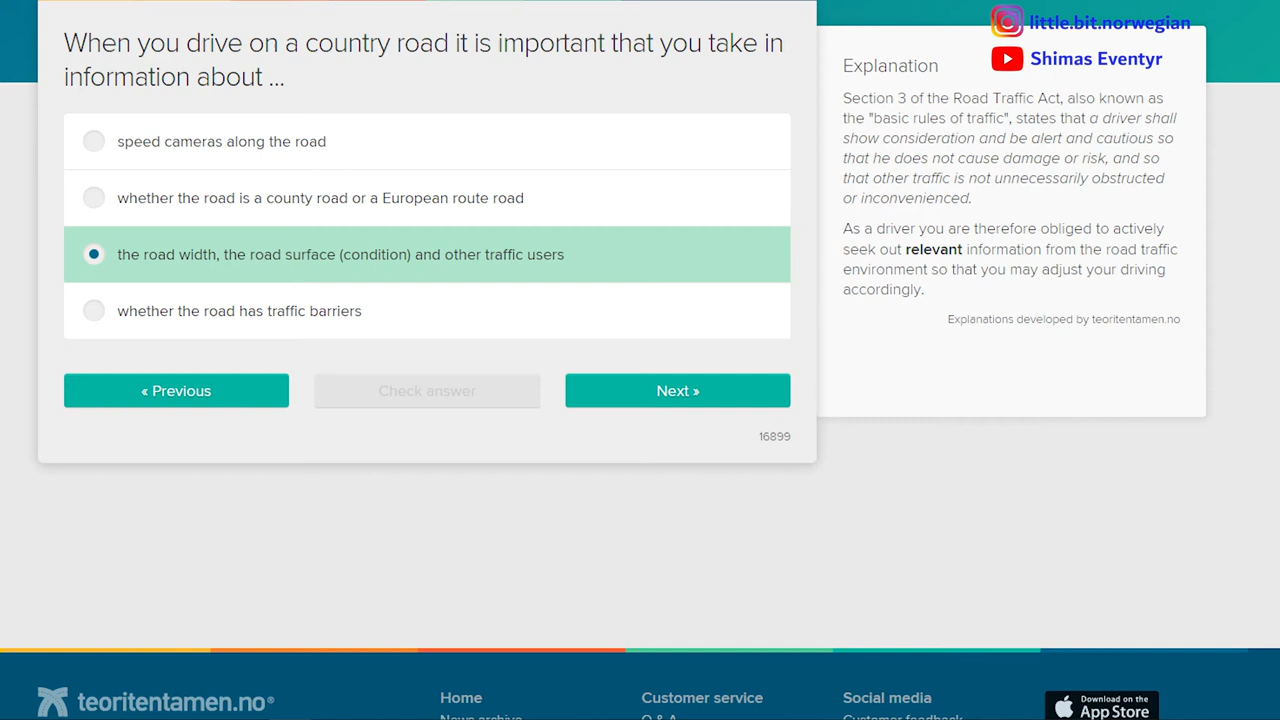 When you drive on a country road it is important that you take in
information about ...
speed cameras along the road
whether the road is a county road or a European route road
the road width, the road surface (condition) and other traffic users
whether the road has traffic barriers
« Previous
Check answer
Next »
16899
little.bit.norwegian
Shimas Eventyr
Explanation
Section 3 of the Road Traffic Act, also known as
the "basic rules of traffic", states that a driver shall
show consideration and be alert and cautious so
that he does not cause damage or risk, and so
that other traffic is not unnecessarily obstructed
or inconvenienced.
As a driver you are therefore obliged to actively
seek out relevant information from the road traffic
environment so that you may adjust your driving
accordingly.
Explanations developed by teoritentamen.no
teoritentamen.no®
Home
News archive
Customer service
Q & A
Social media
Customer feedback
Download on the
App Store